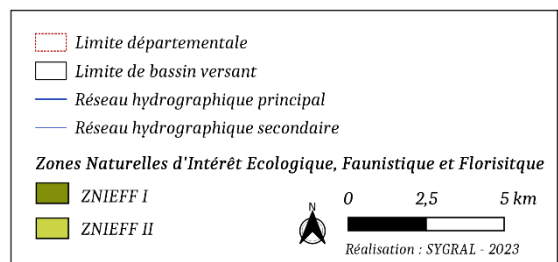 Limite départementale
Limite de bassin versant
Réseau hydrographique principal
Réseau hydrographique secondaire
Zones Naturelles d'Intérêt Ecologique, Faunistique et Florisitque
ZNIEFF I
ZNIEFF II
N
0 2,5 5 km
Réalisation : SYGRAL - 2023